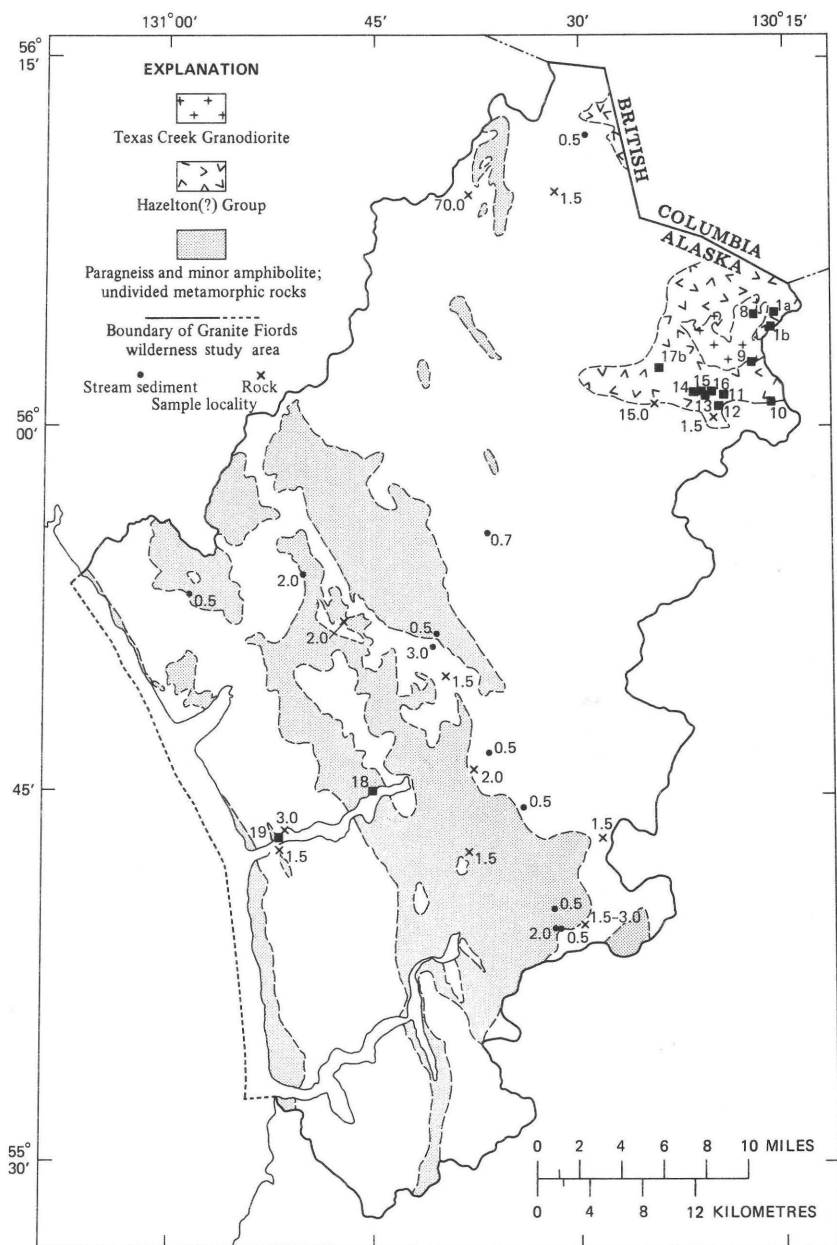 131° 00'
45'
30'
130° 15'
56°
15'
EXPLANATION
Texas Creek Granodiorite
Hazelton(?) Group
Paragneiss and minor amphibolite;
undivided metamorphic rocks
Boundary of Granite Fiords
wilderness study area
Stream sediment
Rock
Sample locality
BRITISH
COLUMBIA
ALASKA
0.5
1.5
70.0
8
1a
1b
9
17b
14
15
16
11
13
12
10
15.0
1.5
56°
00'
0.7
2.0
0.5
2.0
0.5
3.0
1.5
0.5
2.0
0.5
45'
18
19
3.0
1.5
1.5
1.5
0.5
1.5-3.0
2.0
0.5
55°
30'
0 2 4 6 8 10 MILES
0 4 8 12 KILOMETRES